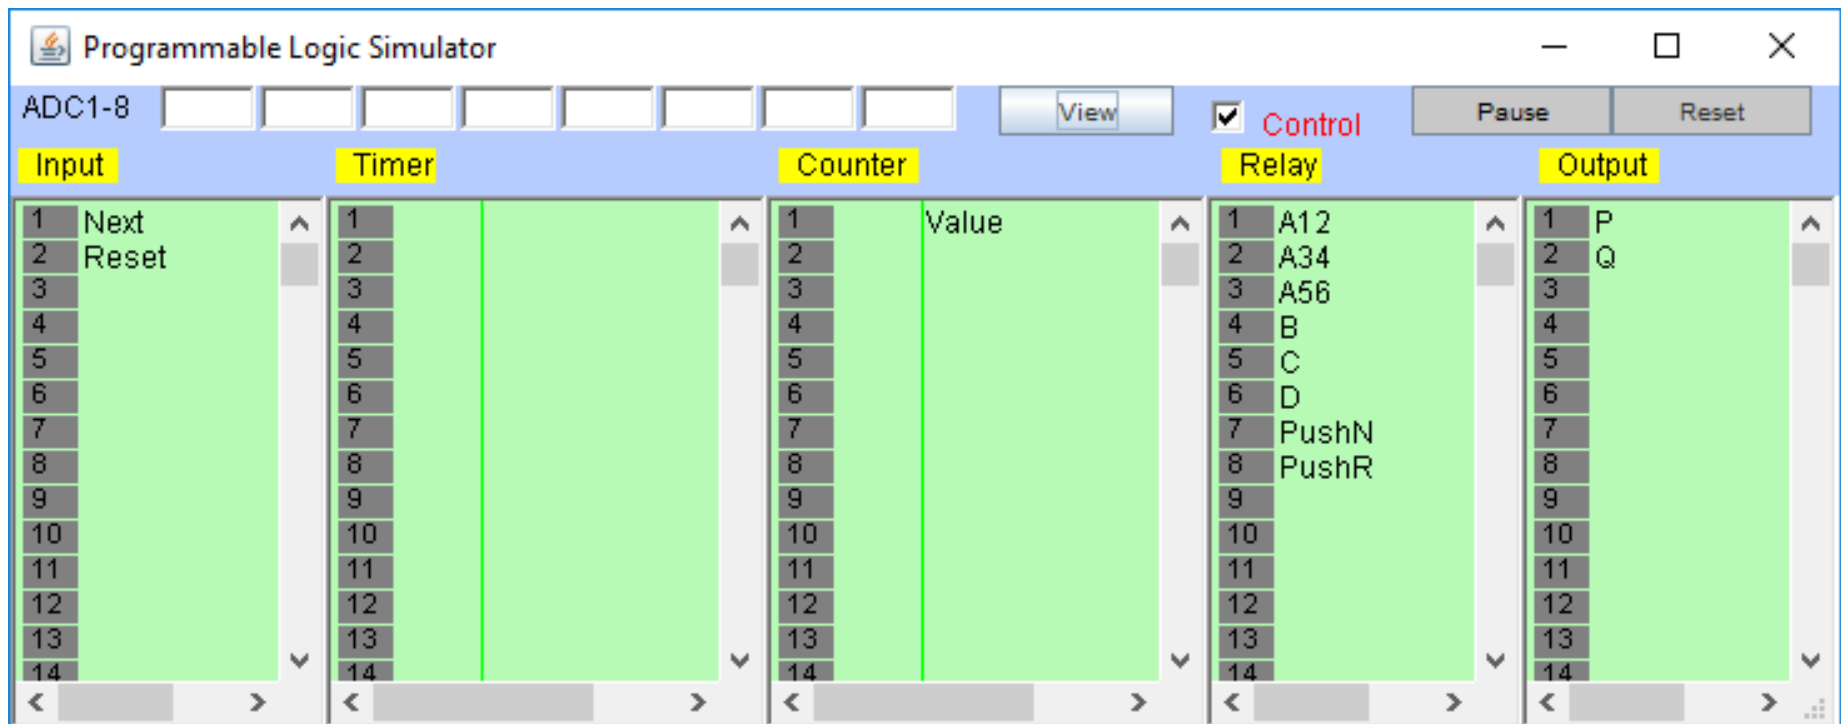 Programmable Logic Simulator
ADC1-8 View Control Pause Reset
Input Timer Counter Relay Output
1 Next 1 1 Value 1 A12 1 P
2 Reset 2 2 2 A34 2 Q
3 3 3 3 A56 3
4 4 4 4 B 4
5 5 5 5 C 5
6 6 6 6 D 6
7 7 7 7 PushN 7
8 8 8 8 PushR 8
9 9 9 9 9
10 10 10 10 10
11 11 11 11 11
12 12 12 12 12
13 13 13 13 13
14 14 14 14 14